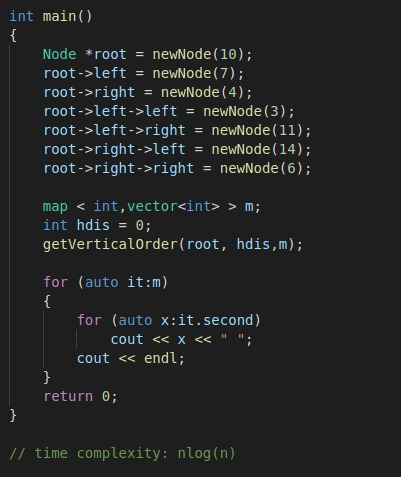 int main()
{
    Node *root = newNode(10);
    root->left = newNode(7);
    root->right = newNode(4);
    root->left->left = newNode(3);
    root->left->right = newNode(11);
    root->right->left = newNode(14);
    root->right->right = newNode(6);

    map < int,vector<int> > m;
    int hdis = 0;
    getVerticalOrder(root, hdis,m);

    for (auto it:m)
    {
        for (auto x:it.second)
            cout << x << " ";
        cout << endl;
    }
    return 0;
}

// time complexity: nlog(n)